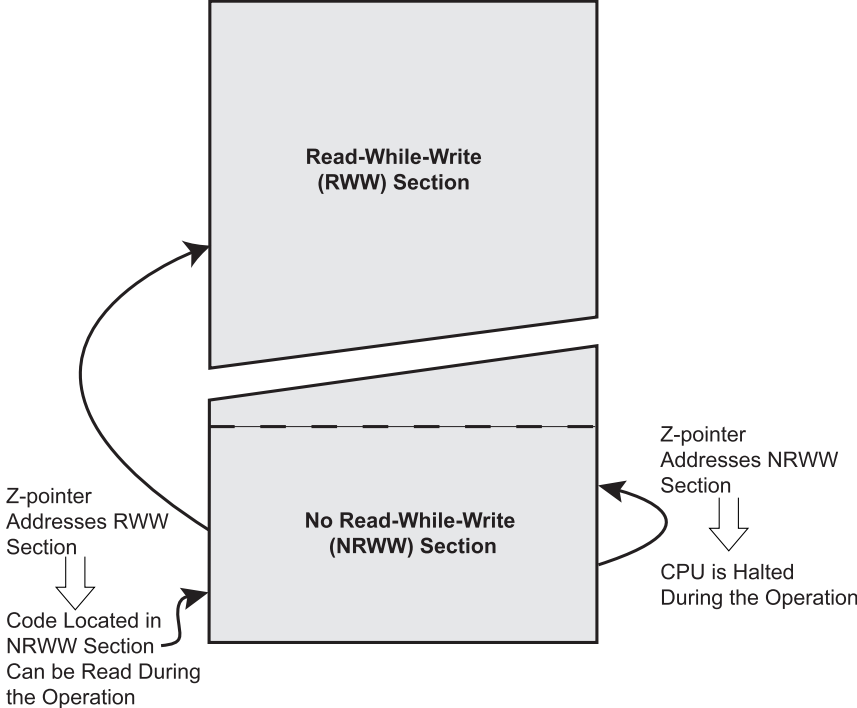 Read-While-Write
(RWW) Section
Z-pointer
Addresses NRWW
Section
CPU is Halted
During the Operation
No Read-While-Write
(NRWW) Section
Z-pointer
Addresses RWW
Section
Code Located in
NRWW Section
Can be Read During
the Operation